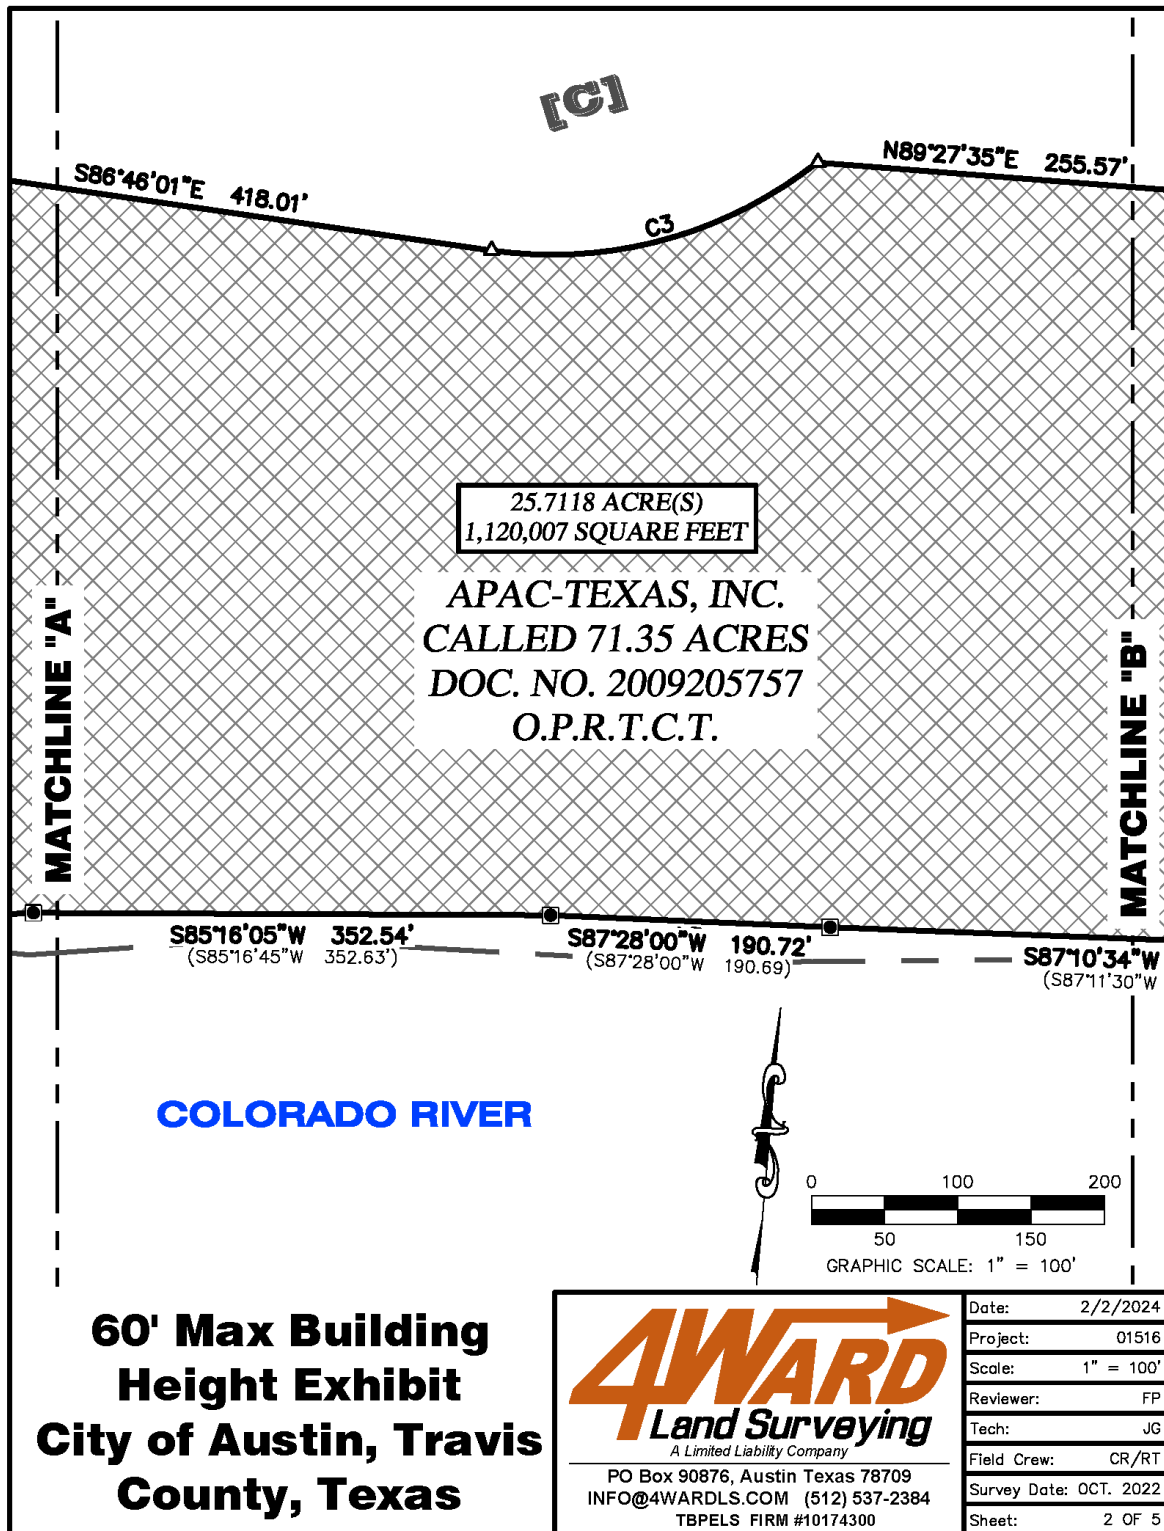 [C]
S86°46'01"E 418.01'
C3
N89°27'35"E 255.57'
25.7118 ACRE(S)
1,120,007 SQUARE FEET
APAC-TEXAS, INC.
CALLED 71.35 ACRES
DOC. NO. 2009205757
O.P.R.T.C.T.
MATCHLINE "A"
MATCHLINE "B"
S85°16'05"W 352.54'
(S85°16'45"W 352.63')
S87°28'00"W 190.72'
(S87°28'00"W 190.69)
S87°10'34"W
(S87°11'30"W
COLORADO RIVER
0 100 200
50 150
GRAPHIC SCALE: 1" = 100'
60' Max Building
Height Exhibit
City of Austin, Travis
County, Texas
4WARD
Land Surveying
A Limited Liability Company
PO Box 90876, Austin Texas 78709
INFO@4WARDLS.COM (512) 537-2384
TBPELS FIRM #10174300
Date: 2/2/2024
Project: 01516
Scale: 1" = 100'
Reviewer: FP
Tech: JG
Field Crew: CR/RT
Survey Date: OCT. 2022
Sheet: 2 OF 5